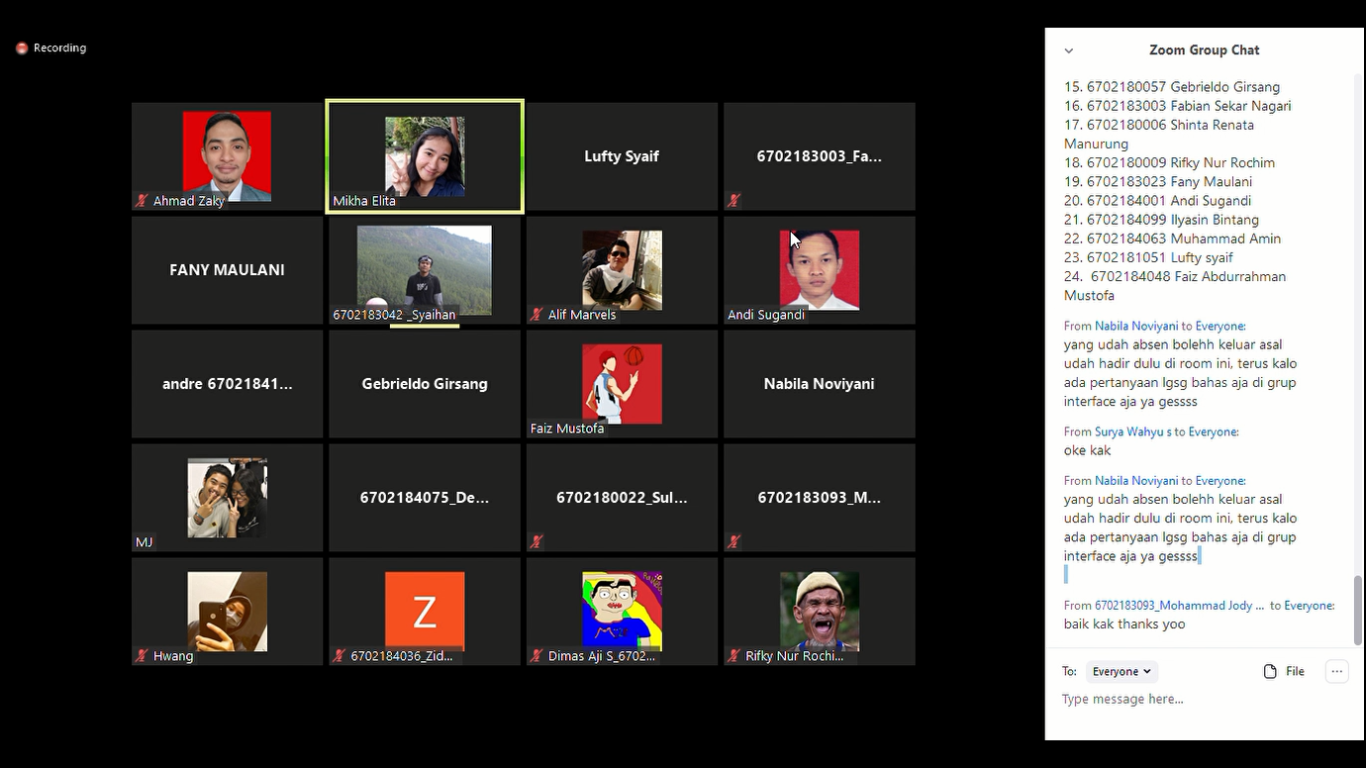 Recording
Ahmad Zaky
Mikha Elita
Lufty Syaif
6702183003_Fa...
FANY MAULANI
6702183042 _Syaihan
Alif Marvels
Andi Sugandi
andre 67021841...
Gebrieldo Girsang
Faiz Mustofa
Nabila Noviyani
MJ
6702184075_De...
6702180022_Sul...
6702183093_M...
Hwang
Z
6702184036_Zid...
Dimas Aji S_6702...
Rifky Nur Rochi...
Zoom Group Chat
15. 6702180057 Gebrieldo Girsang
16. 6702183003 Fabian Sekar Nagari
17. 6702180006 Shinta Renata
Manurung
18. 6702180009 Rifky Nur Rochim
19. 6702183023 Fany Maulani
20. 6702184001 Andi Sugandi
21. 6702184099 Ilyasin Bintang
22. 6702184063 Muhammad Amin
23. 6702181051 Lufty syaif
24. 6702184048 Faiz Abdurrahman
Mustofa
From Nabila Noviyani to Everyone:
yang udah absen bolehh keluar asal
udah hadir dulu di room ini, terus kalo
ada pertanyaan lgsg bahas aja di grup
interface aja ya gessss
From Surya Wahyu s to Everyone:
oke kak
From Nabila Noviyani to Everyone:
yang udah absen bolehh keluar asal
udah hadir dulu di room ini, terus kalo
ada pertanyaan lgsg bahas aja di grup
interface aja ya gessss
From 6702183093_Mohammad Jody ... to Everyone:
baik kak thanks yoo
To: Everyone File ...
Type message here...